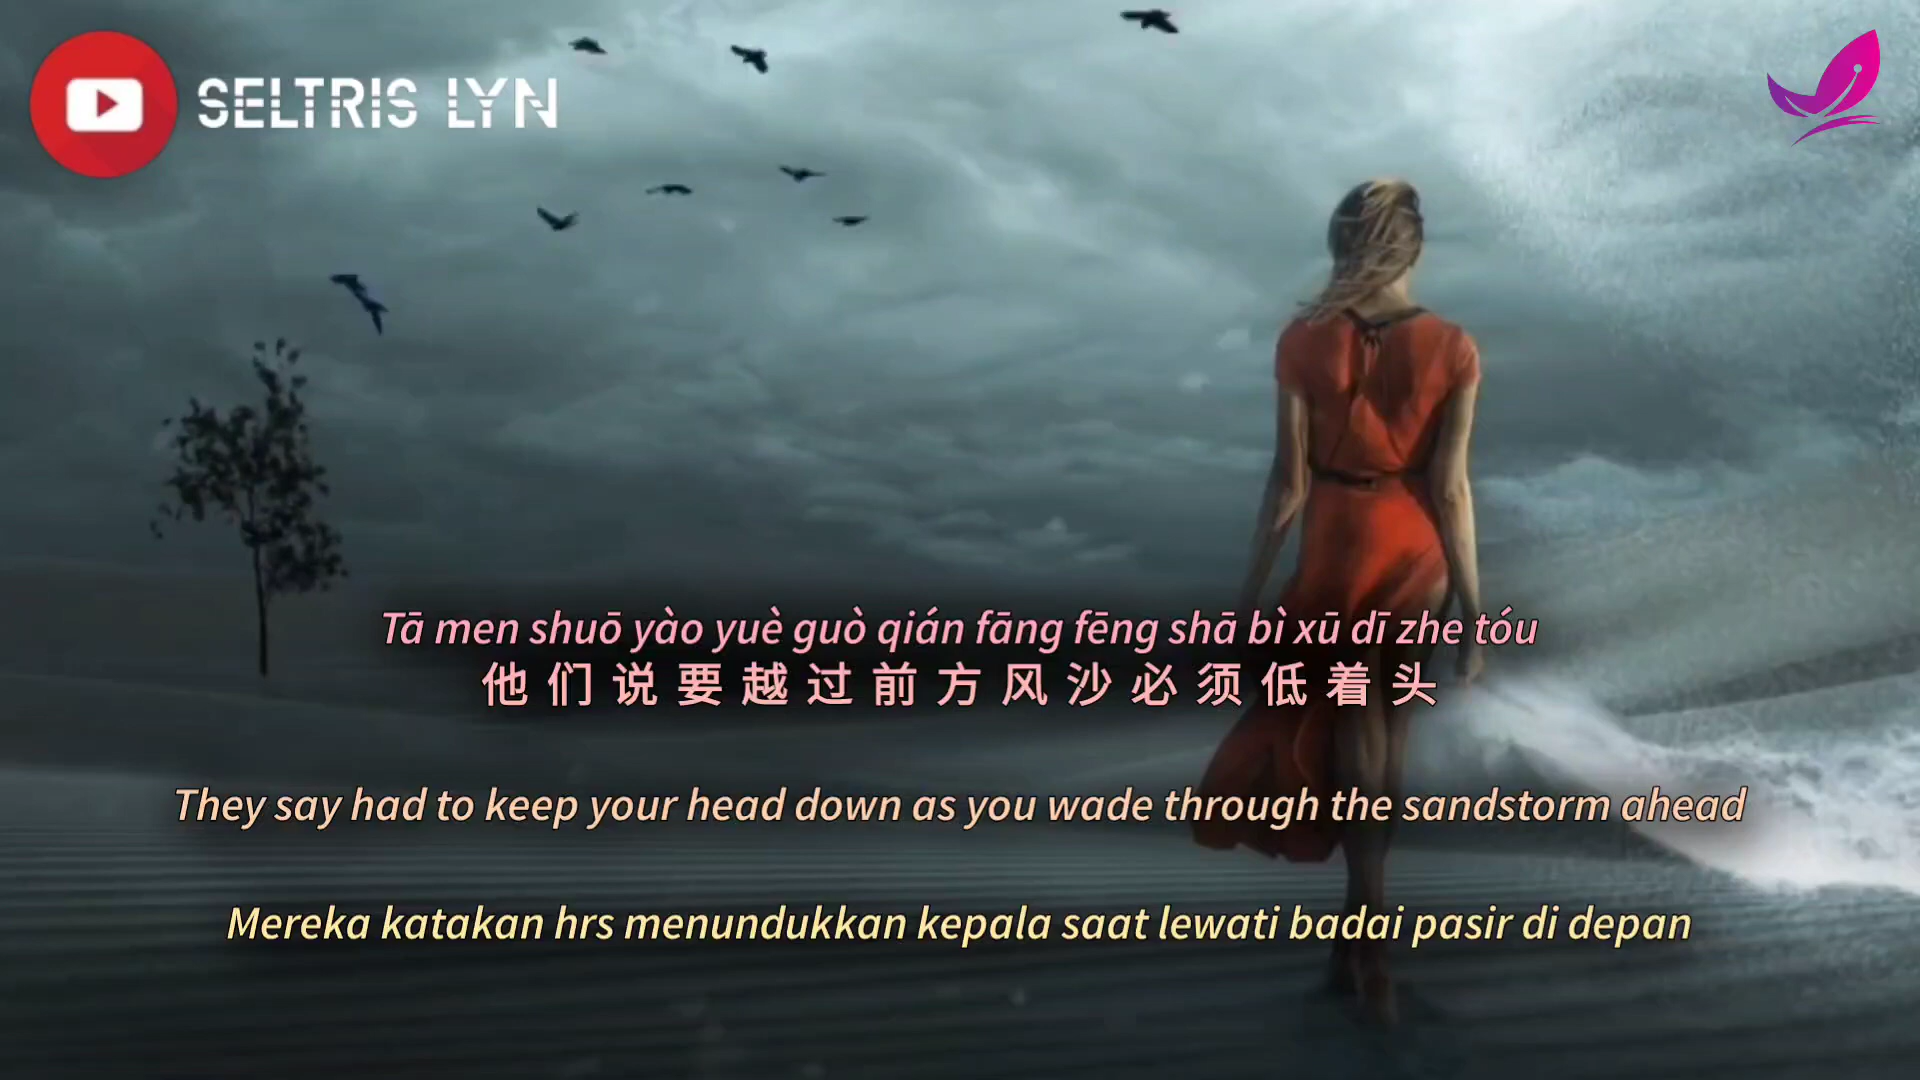 SELTRIS LYN
Tā men shuō yào yuè guò qián fāng fēng shā bì xū dī zhe tóu
他们说要越过前方风沙必须低着头
They say had to keep your head down as you wade through the sandstorm ahead
Mereka katakan hrs menundukkan kepala saat lewati badai pasir di depan